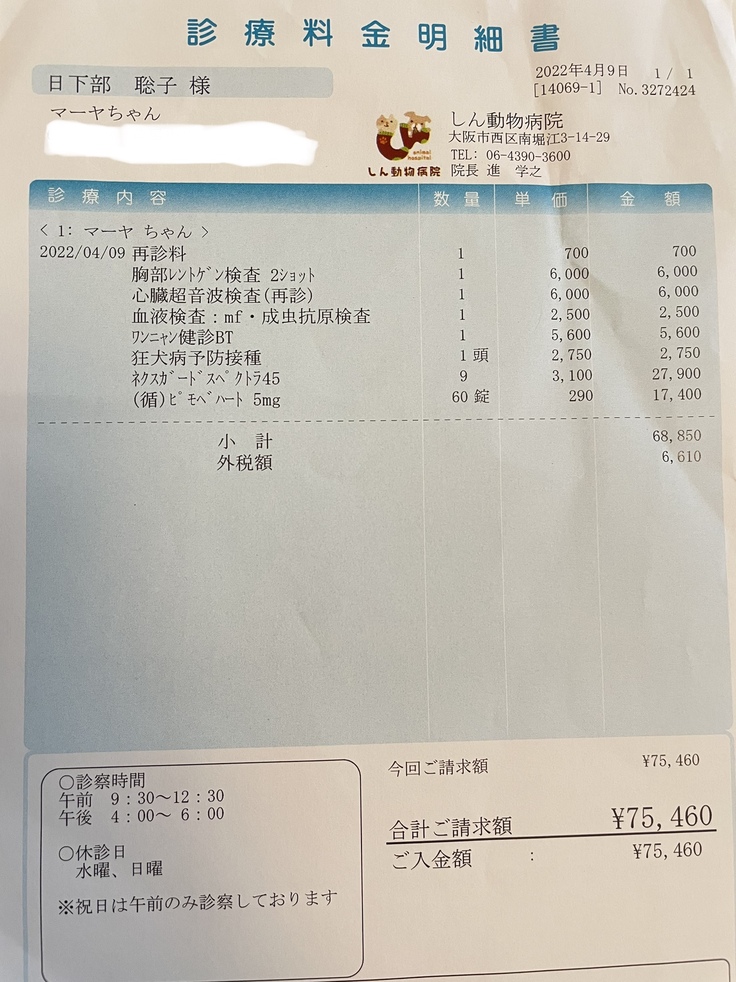 診療料金明細書
日下部 聡子 様
マーヤちゃん
2022年4月9日 1/ 1
[14069-1] No.3272424
animal hospital
しん動物病院
しん動物病院
大阪市西区南堀江3-14-29
TEL: 06-4390-3600
院長 進 学之
診療内容 数量 単価 金額
< 1: マーヤ ちゃん >
2022/04/09 再診料 1 700 700
胸部ﾚﾝﾄｹﾞﾝ検査 2ｼｮｯﾄ 1 6,000 6,000
心臓超音波検査(再診) 1 6,000 6,000
血液検査：mf・成虫抗原検査 1 2,500 2,500
ﾜﾝﾆｬﾝ健診BT 1 5,600 5,600
狂犬病予防接種 1 頭 2,750 2,750
ﾈｸｽｶﾞｰﾄﾞｽﾍﾟｸﾄﾗ45 9 3,100 27,900
(循)ﾋﾟﾓﾍﾞﾊｰﾄ 5mg 60 錠 290 17,400
小 計 68,850
外税額 6,610
○診察時間
午前 9：30～12：30
午後 4：00～ 6：00
○休診日
水曜、日曜
※祝日は午前のみ診察しております
今回ご請求額 ¥75,460
合計ご請求額 ¥75,460
ご入金額 : ¥75,460